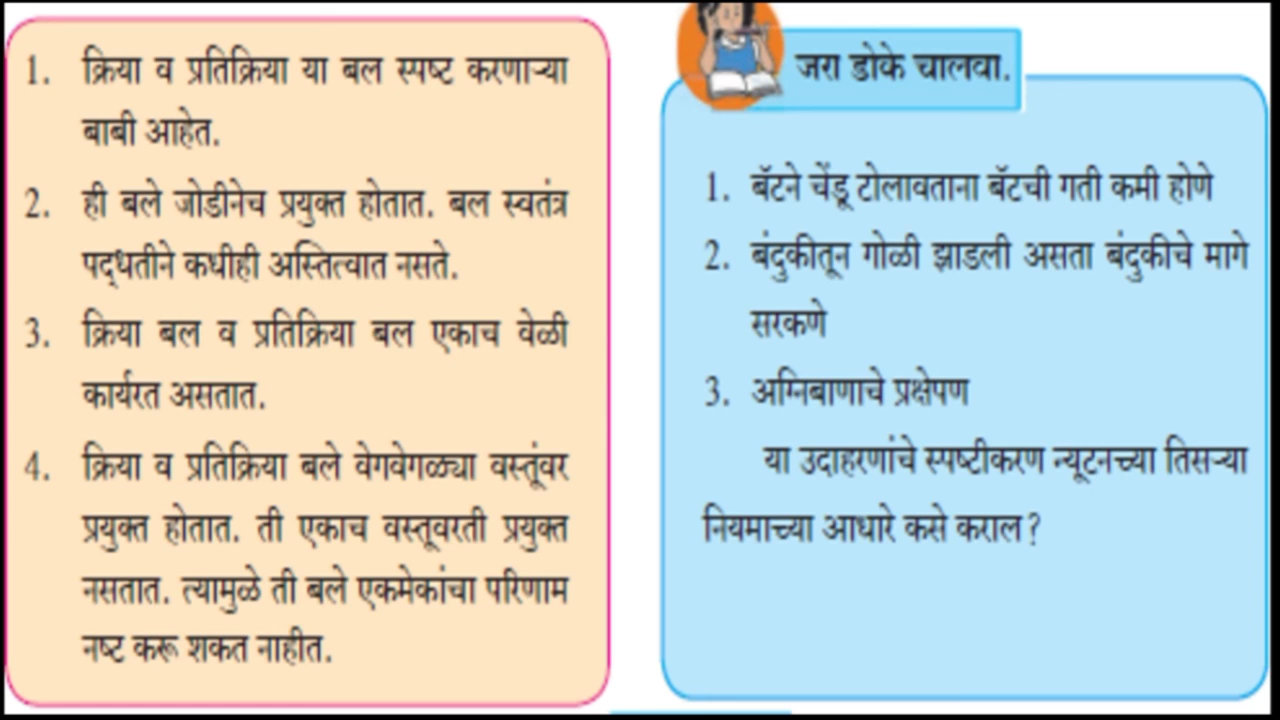 1. क्रिया व प्रतिक्रिया या बल स्पष्ट करणाऱ्या
बाबी आहेत.
2. ही बले जोडीनेच प्रयुक्त होतात. बल स्वतंत्र
पद्धतीने कधीही अस्तित्वात नसते.
3. क्रिया बल व प्रतिक्रिया बल एकाच वेळी
कार्यरत असतात.
4. क्रिया व प्रतिक्रिया बले वेगवेगळ्या वस्तूंवर
प्रयुक्त होतात. ती एकाच वस्तूवरती प्रयुक्त
नसतात. त्यामुळे ती बले एकमेकांचा परिणाम
नष्ट करू शकत नाहीत.
जरा डोके चालवा.
1. बॅटने चेंडू टोलावताना बॅटची गती कमी होणे
2. बंदुकीतून गोळी झाडली असता बंदुकीचे मागे
सरकणे
3. अग्निबाणाचे प्रक्षेपण
या उदाहरणांचे स्पष्टीकरण न्यूटनच्या तिसऱ्या
नियमाच्या आधारे कसे कराल?